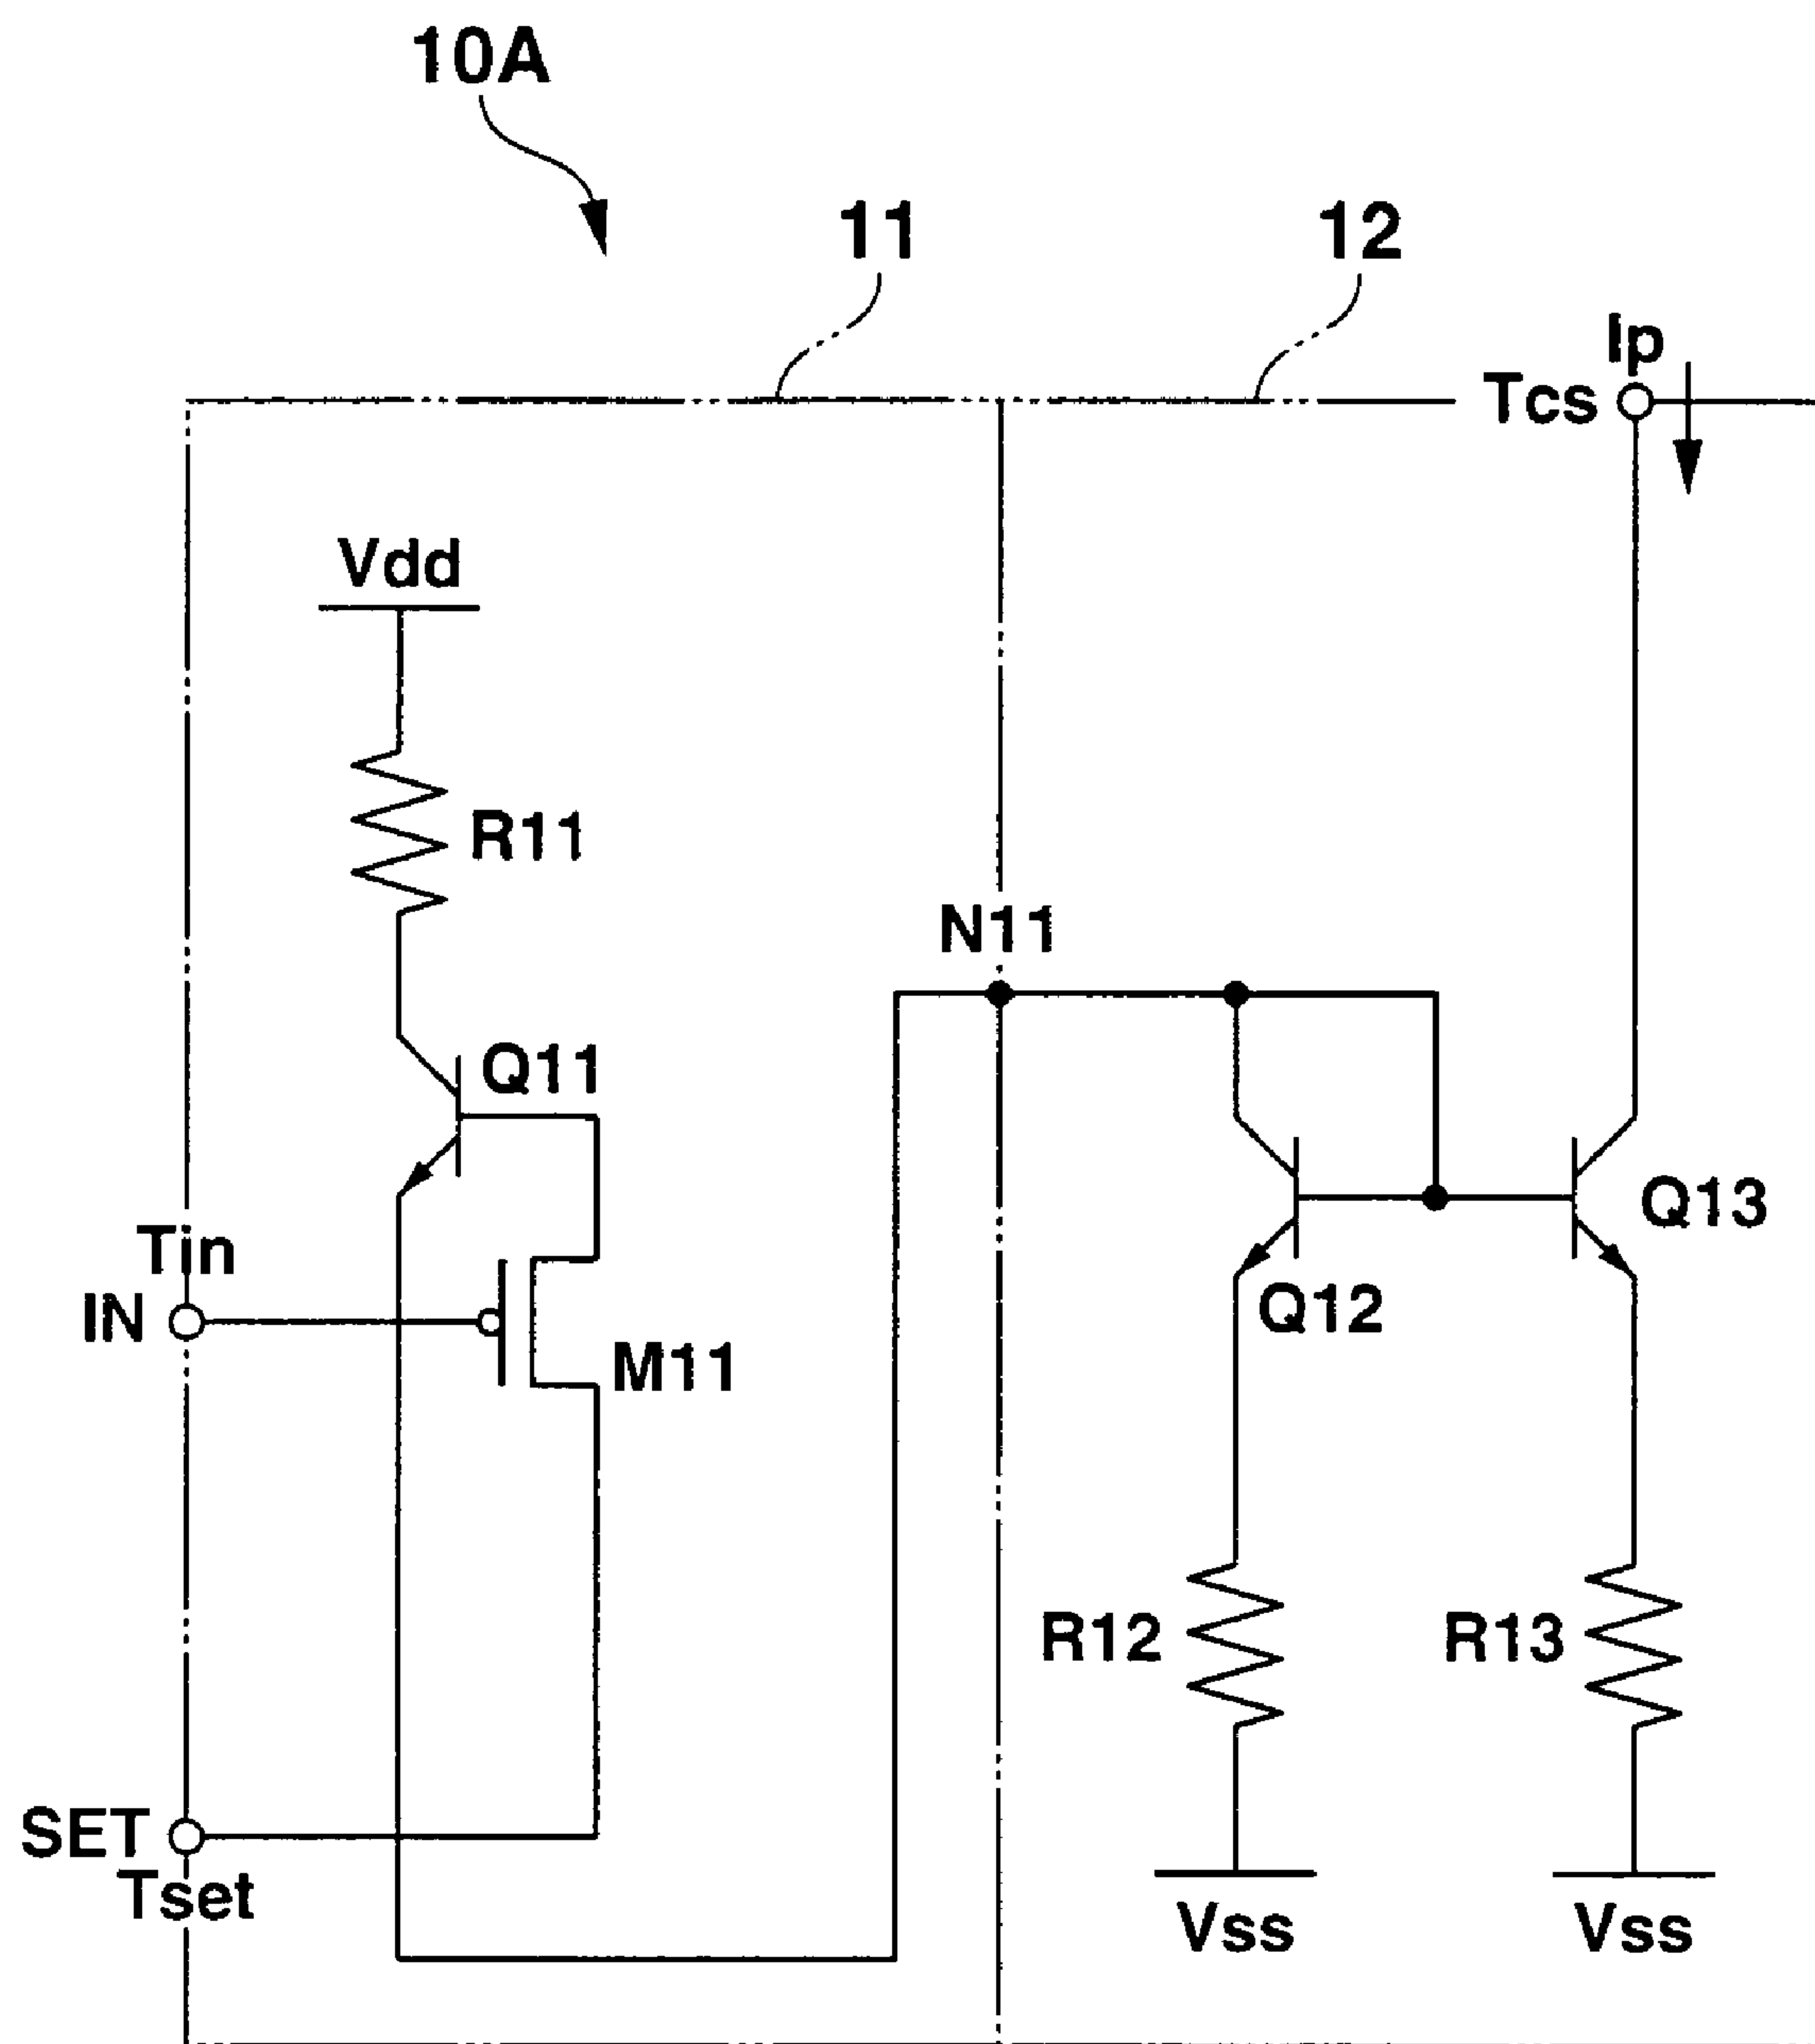 10A
11
12
Ip
Tcs
Vdd
R11
N11
Q11
Q13
Tin
IN
Q12
M11
R12
R13
SET
Tset
Vss
Vss